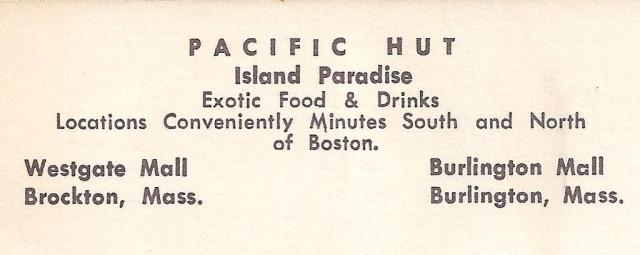 PACIFIC HUT
Island Paradise
Exotic Food & Drinks
Locations Conveniently Minutes South and North
of Boston.
Westgate Mall Burlington Mall
Brockton, Mass. Burlington, Mass.